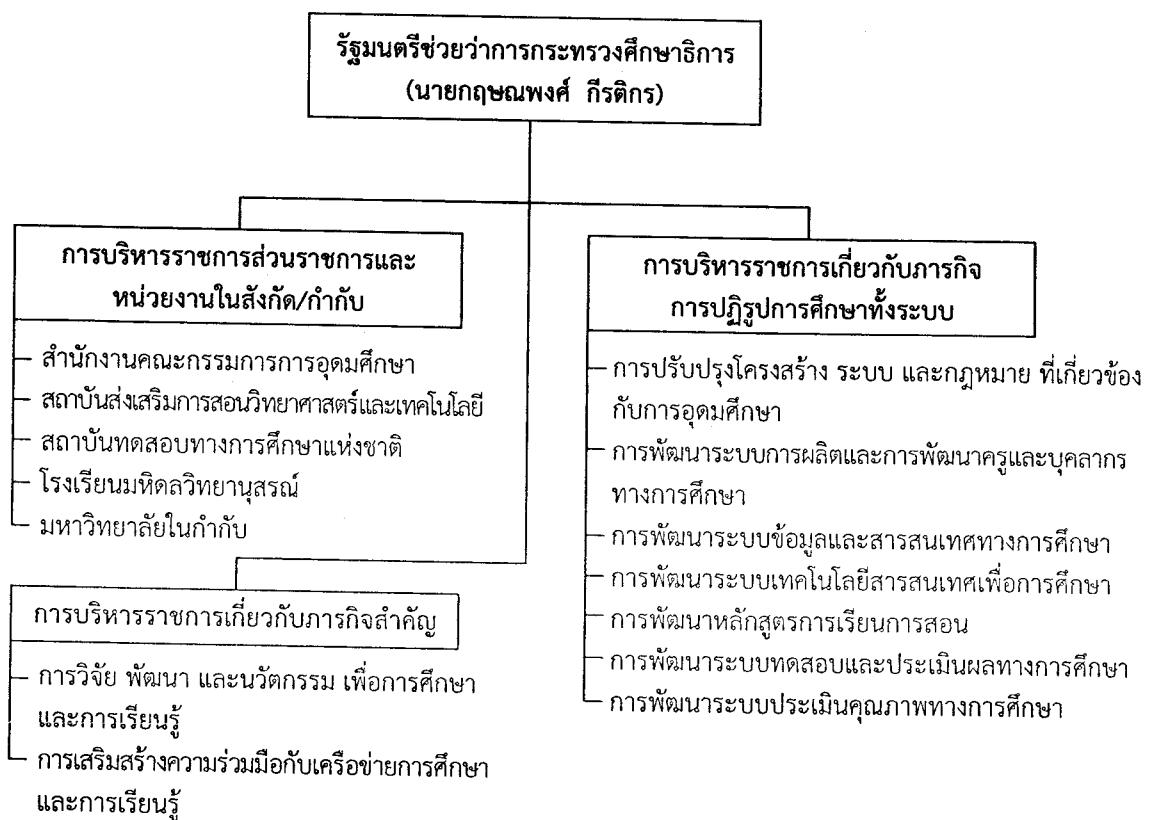 รัฐมนตรีช่วยว่าการกระทรวงศึกษาธิการ
(นายกฤษณพงศ์ กีรติกร)
การบริหารราชการส่วนราชการและ
หน่วยงานในสังกัด/กำกับ
สำนักงานคณะกรรมการการอุดมศึกษา
สถาบันส่งเสริมการสอนวิทยาศาสตร์และเทคโนโลยี
สถาบันทดสอบทางการศึกษาแห่งชาติ
โรงเรียนมหิดลวิทยานุสรณ์
มหาวิทยาลัยในกำกับ
การบริหารราชการเกี่ยวกับภารกิจสำคัญ
การวิจัย พัฒนา และนวัตกรรม เพื่อการศึกษา
และการเรียนรู้
การเสริมสร้างความร่วมมือกับเครือข่ายการศึกษา
และการเรียนรู้
การบริหารราชการเกี่ยวกับภารกิจ
การปฏิรูปการศึกษาทั้งระบบ
การปรับปรุงโครงสร้าง ระบบ และกฎหมาย ที่เกี่ยวข้อง
กับการอุดมศึกษา
การพัฒนาระบบการผลิตและการพัฒนาครูและบุคลากร
ทางการศึกษา
การพัฒนาระบบข้อมูลและสารสนเทศทางการศึกษา
การพัฒนาระบบเทคโนโลยีสารสนเทศเพื่อการศึกษา
การพัฒนาหลักสูตรการเรียนการสอน
การพัฒนาระบบทดสอบและประเมินผลทางการศึกษา
การพัฒนาระบบประเมินคุณภาพทางการศึกษา